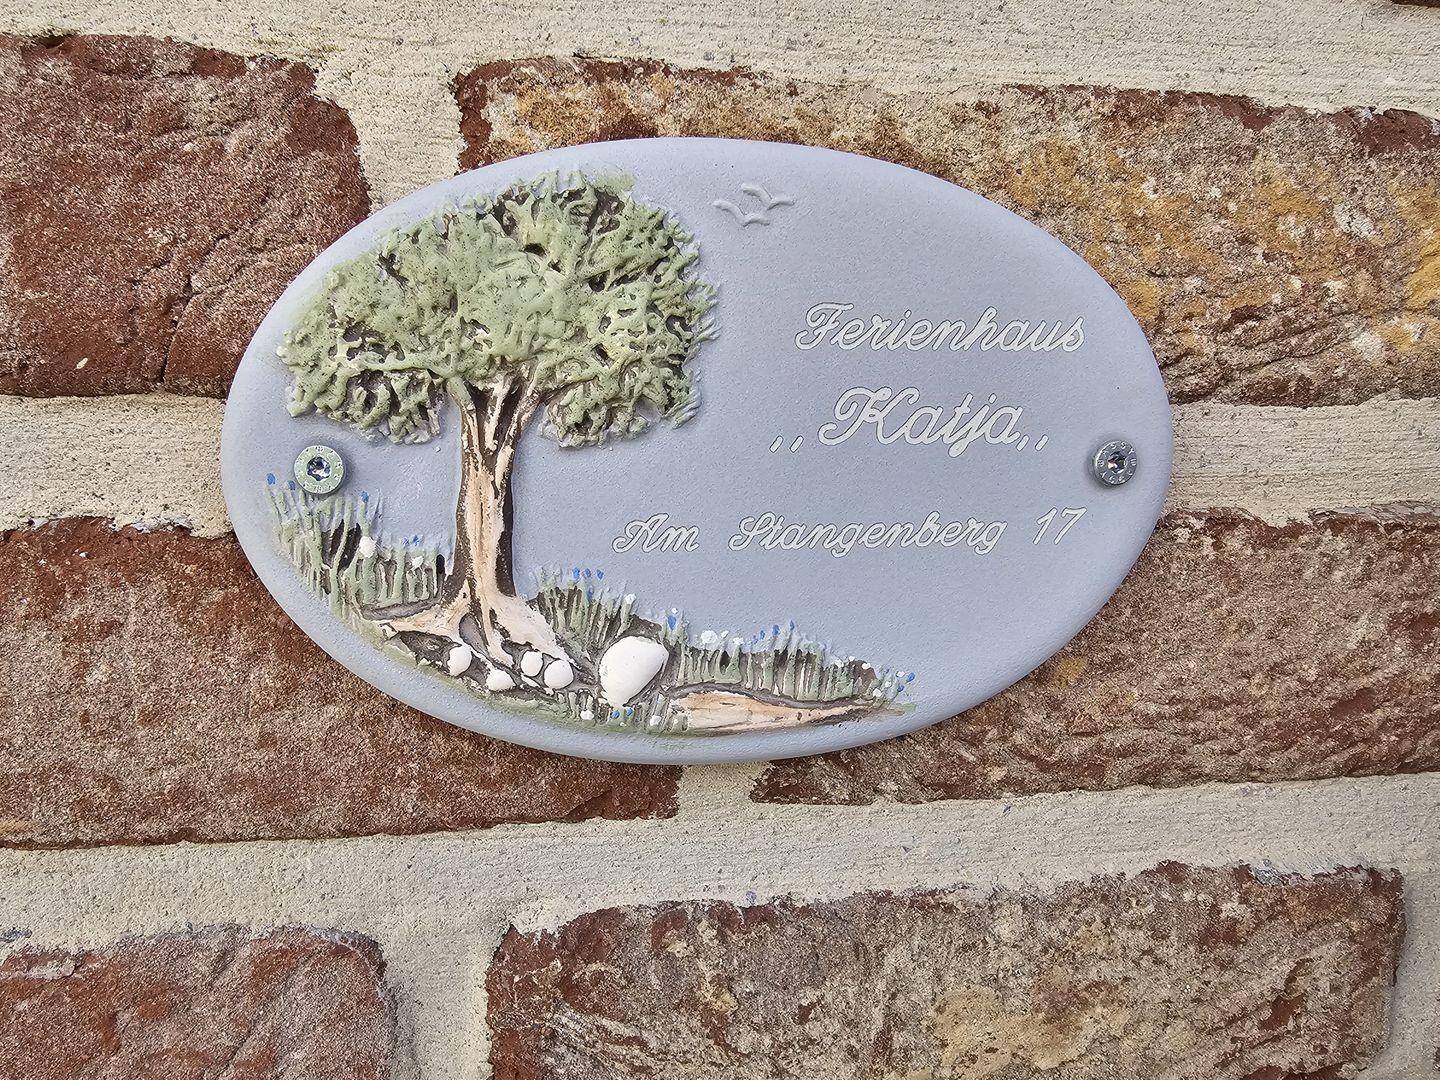 Ferienhaus
,,Katja,,
Am Stangenberg 17